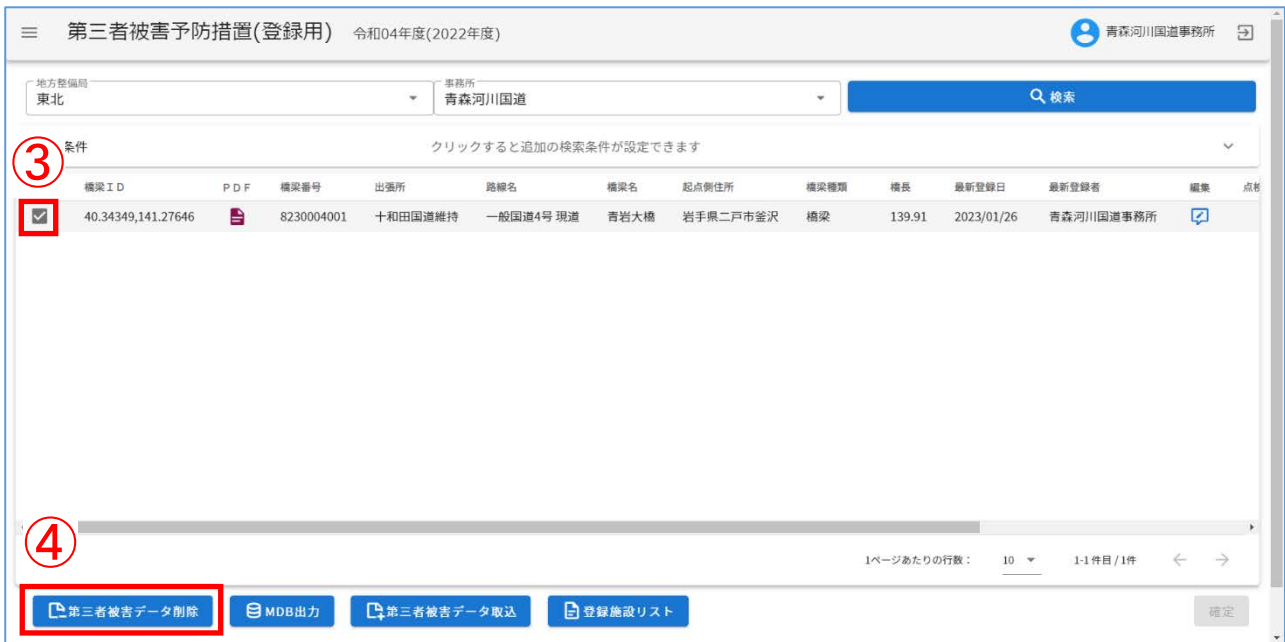 第三者被害予防措置(登録用) 令和04年度(2022年度) 青森河川国道事務所
地方整備局 事務所
東北 青森河川国道 検索
③ 条件 クリックすると追加の検索条件が設定できます
橋梁ID PDF 橋梁番号 出張所 路線名 橋梁名 起点側住所 橋梁種類 橋長 最新登録日 最新登録者 編集 点検
40.34349,141.27646 8230004001 十和田国道維持 一般国道4号 現道 青岩大橋 岩手県二戸市釜沢 橋梁 139.91 2023/01/26 青森河川国道事務所
④
1ページあたりの行数： 10 1-1 件目 / 1件
第三者被害データ削除 MDB出力 第三者被害データ取込 登録施設リスト 確定